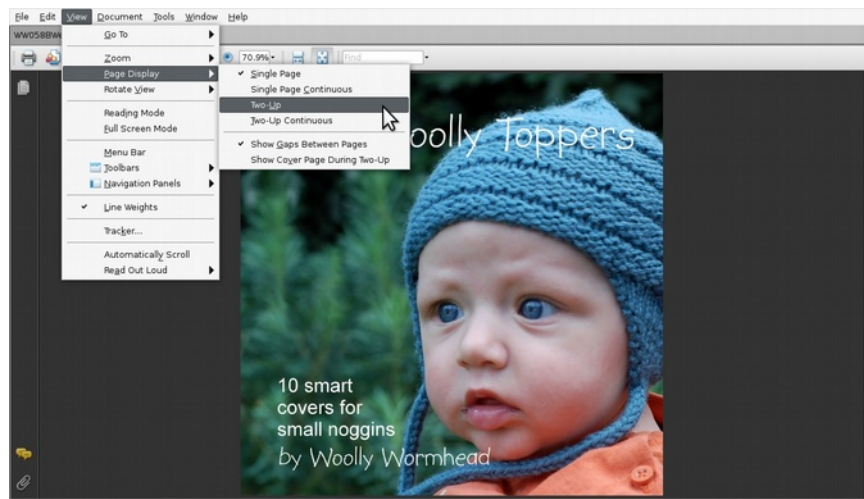 File Edit View Document Tools Window Help
WW05BBWe
70.9% Find
Go To
Zoom
Page Display
Rotate View
Reading Mode
Full Screen Mode
Menu Bar
Toolbars
Navigation Panels
Line Weights
Tracker...
Automatically Scroll
Read Out Loud
Single Page
Single Page Continuous
Two-Up
Two-Up Continuous
Show Gaps Between Pages
Show Cover Page During Two-Up
oolly Toppers
10 smart
covers for
small noggins
by Woolly Wormhead